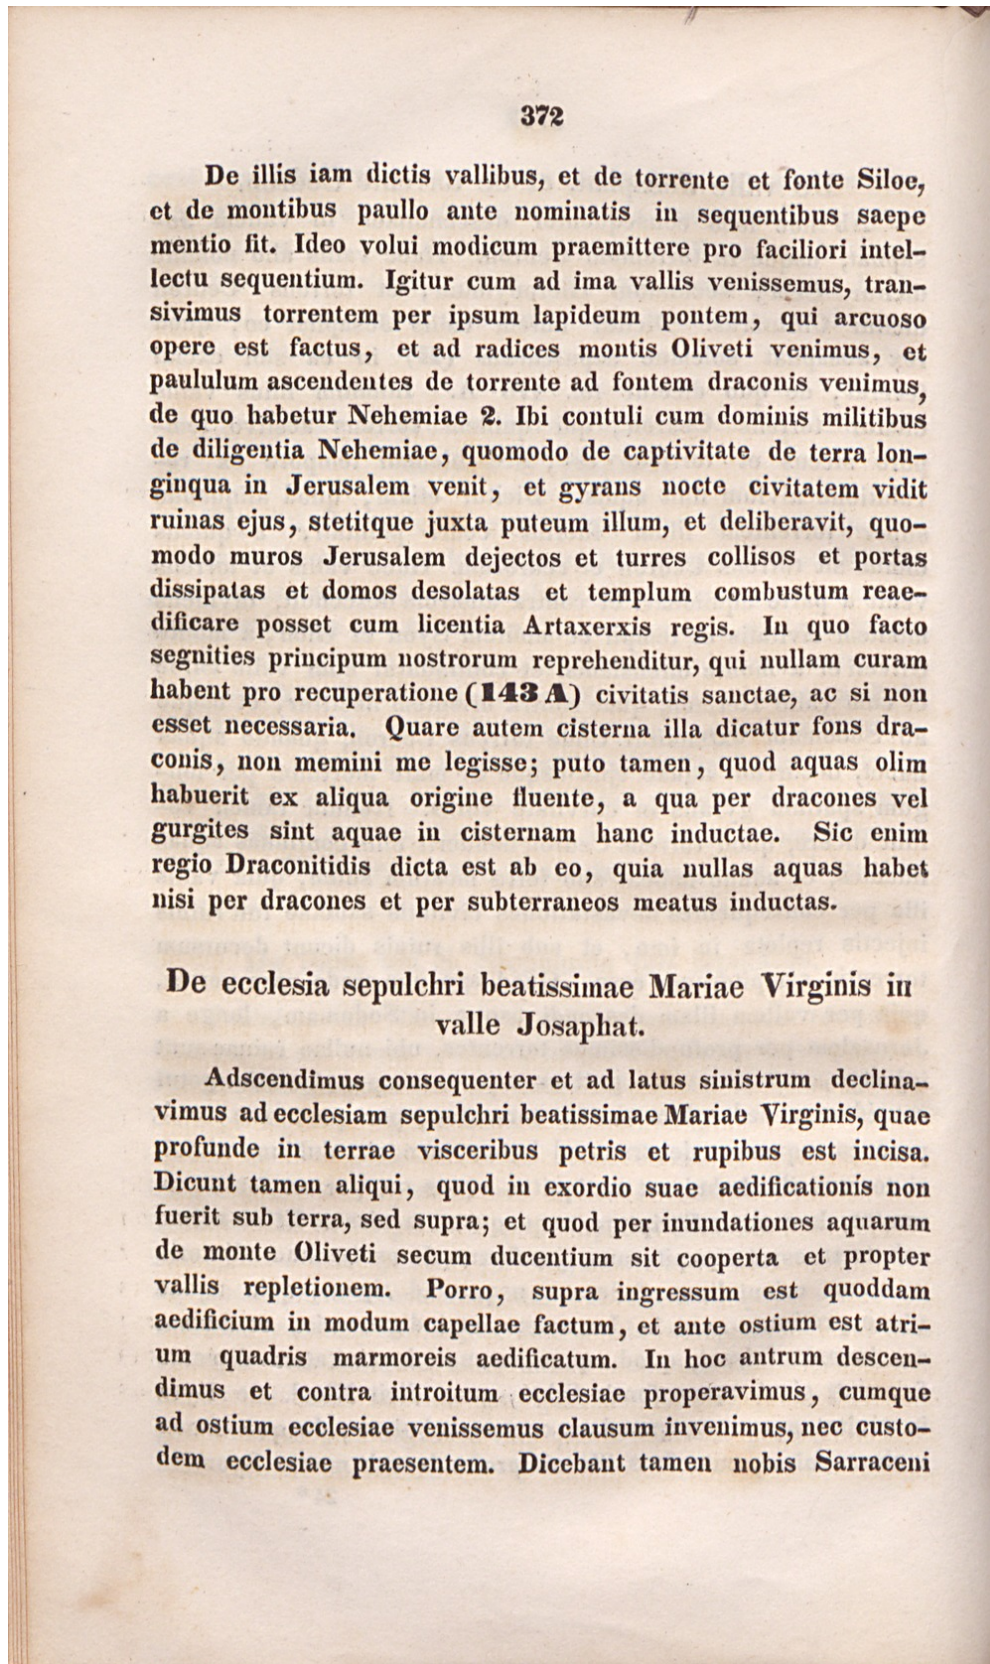 372
De illis iam dictis vallibus, et de torrente et fonte Siloe,
et de montibus paullo ante nominatis in sequentibus saepe
mentio fit. Ideo volui modicum praemittere pro faciliori intel-
lectu sequentium. Igitur cum ad ima vallis venissemus, tran-
sivimus torrentem per ipsum lapideum pontem, qui arcuoso
opere est factus, et ad radices montis Oliveti venimus, et
paululum ascendentes de torrente ad fontem draconis venimus,
de quo habetur Nehemiae 2. Ibi contuli cum dominis militibus
de diligentia Nehemiae, quomodo de captivitate de terra lon-
ginqua in Jerusalem venit, et gyrans nocte civitatem vidit
ruinas ejus, stetitque juxta puteum illum, et deliberavit, quo-
modo muros Jerusalem dejectos et turres collisos et portas
dissipatas et domos desolatas et templum combustum reae-
dificare posset cum licentia Artaxerxis regis. In quo facto
segnities principum nostrorum reprehenditur, qui nullam curam
habent pro recuperatione (143 A) civitatis sanctae, ac si non
esset necessaria. Quare autem cisterna illa dicatur fons dra-
conis, non memini me legisse; puto tamen, quod aquas olim
habuerit ex aliqua origine fluente, a qua per dracones vel
gurgites sint aquae in cisternam hanc inductae. Sic enim
regio Draconitidis dicta est ab eo, quia nullas aquas habet
nisi per dracones et per subterraneos meatus inductas.
De ecclesia sepulchri beatissimae Mariae Virginis in
valle Josaphat.
Adscendimus consequenter et ad latus sinistrum declina-
vimus ad ecclesiam sepulchri beatissimae Mariae Virginis, quae
profunde in terrae visceribus petris et rupibus est incisa.
Dicunt tamen aliqui, quod in exordio suae aedificationis non
fuerit sub terra, sed supra; et quod per inundationes aquarum
de monte Oliveti secum ducentium sit cooperta et propter
vallis repletionem. Porro, supra ingressum est quoddam
aedificium in modum capellae factum, et ante ostium est atri-
um quadris marmoreis aedificatum. In hoc antrum descen-
dimus et contra introitum ecclesiae properavimus, cumque
ad ostium ecclesiae venissemus clausum invenimus, nec custo-
dem ecclesiae praesentem. Dicebant tamen nobis Sarraceni